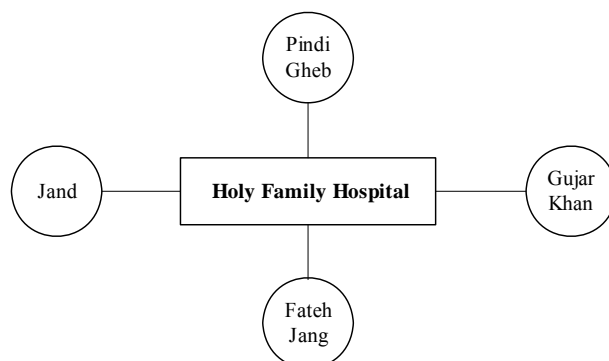 Pindi
Gheb
Jand
Holy Family Hospital
Gujar
Khan
Fateh
Jang